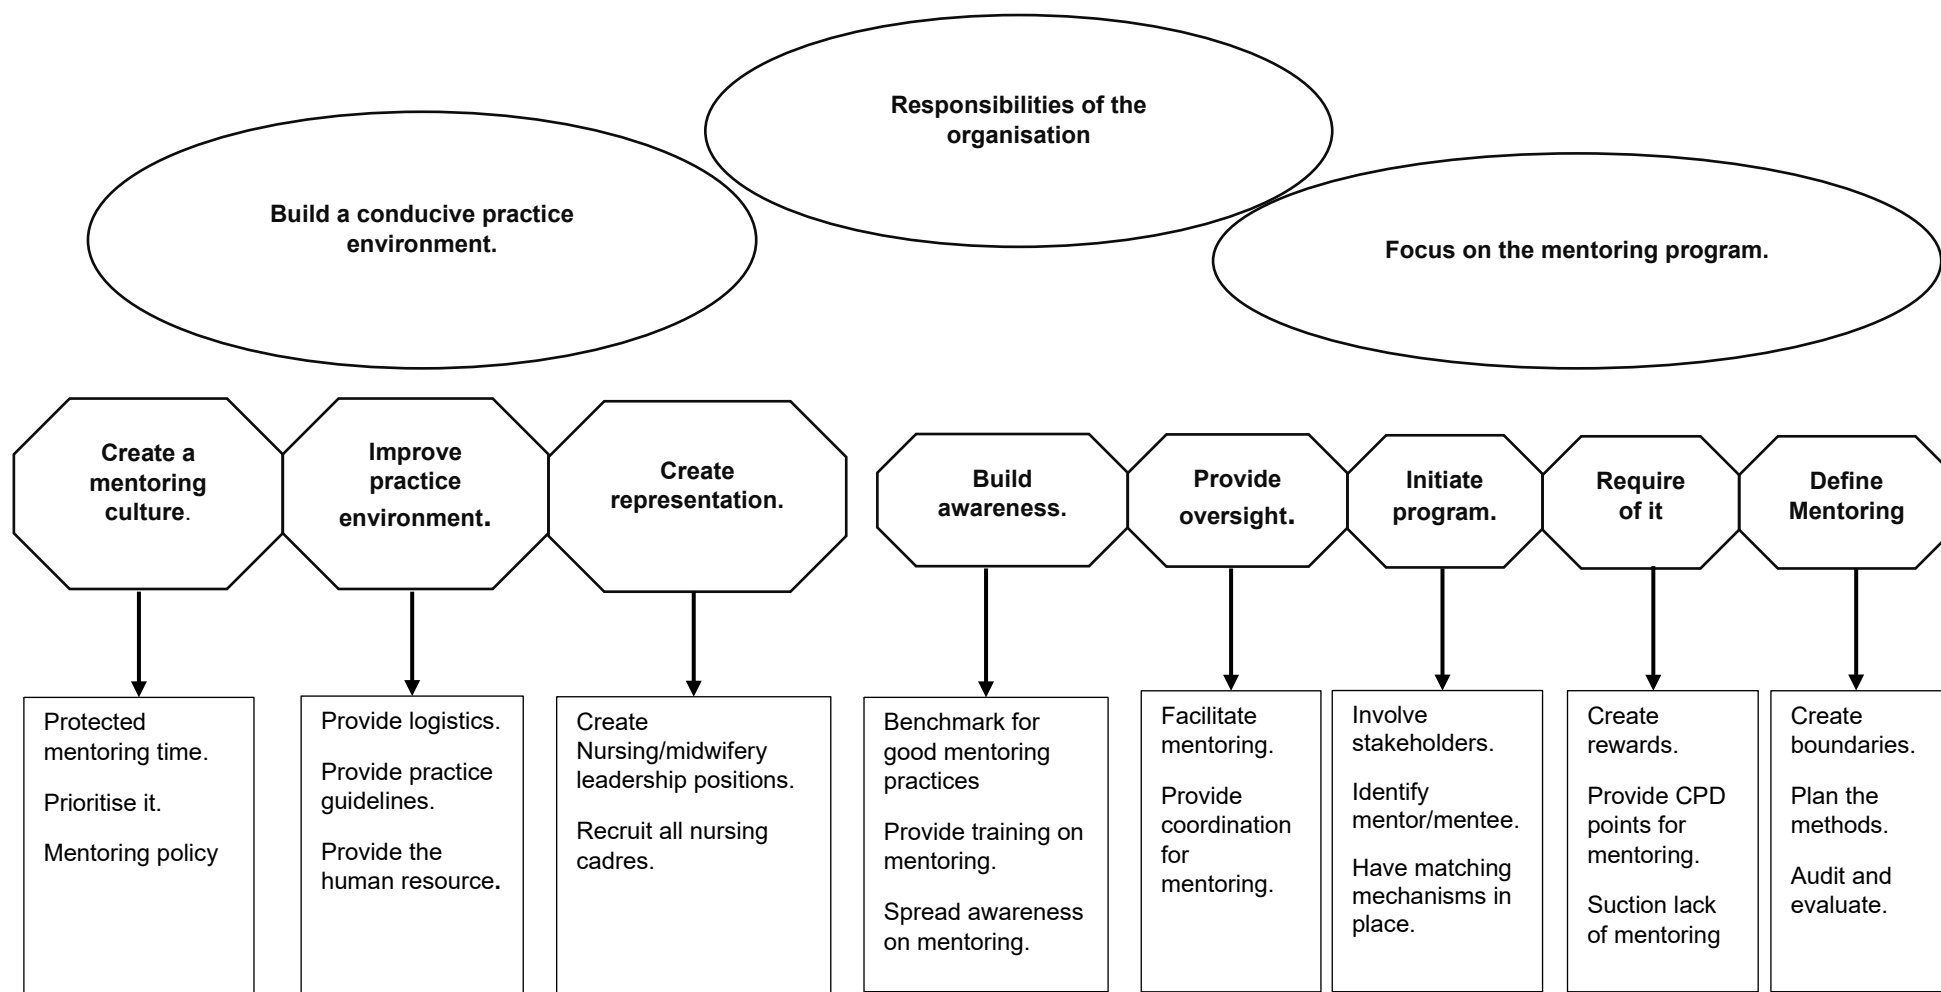 Responsibilities of the
organisation
Build a conducive practice
environment.
Focus on the mentoring program.
Create a
mentoring
culture.
Improve
practice
environment.
Create
representation.
Build
awareness.
Provide
oversight.
Initiate
program.
Require
of it
Define
Mentoring
Protected
mentoring time.
Prioritise it.
Mentoring policy
Provide logistics.
Provide practice
guidelines.
Provide the
human resource.
Create
Nursing/midwifery
leadership positions.
Recruit all nursing
cadres.
Benchmark for
good mentoring
practices
Provide training on
mentoring.
Spread awareness
on mentoring.
Facilitate
mentoring.
Provide
coordination
for
mentoring.
Involve
stakeholders.
Identify
mentor/mentee.
Have matching
mechanisms in
place.
Create
rewards.
Provide CPD
points for
mentoring.
Suction lack
of mentoring
Create
boundaries.
Plan the
methods.
Audit and
evaluate.